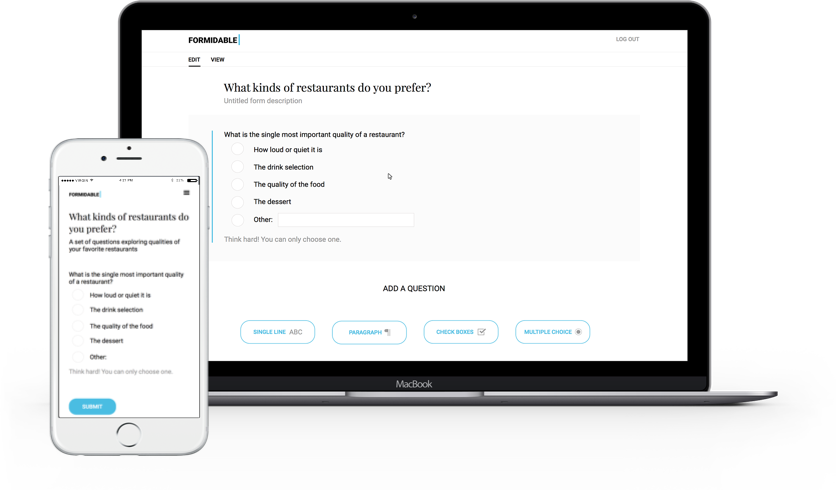 FORMIDABLE
LOG OUT
EDIT VIEW
What kinds of restaurants do you prefer?
Untitled form description
What is the single most important quality of a restaurant?
How loud or quiet it is
The drink selection
The quality of the food
The dessert
Other:
Think hard! You can only choose one.
ADD A QUESTION
SINGLE LINE ABC
PARAGRAPH
CHECK BOXES
MULTIPLE CHOICE
MacBook
VIRGIN 4:21 PM
FORMIDABLE
What kinds of restaurants do
you prefer?
A set of questions exploring qualities of
your favorite restaurants
What is the single most important quality
of a restaurant?
How loud or quiet it is
The drink selection
The quality of the food
The dessert
Other:
Think hard! You can only choose one.
SUBMIT